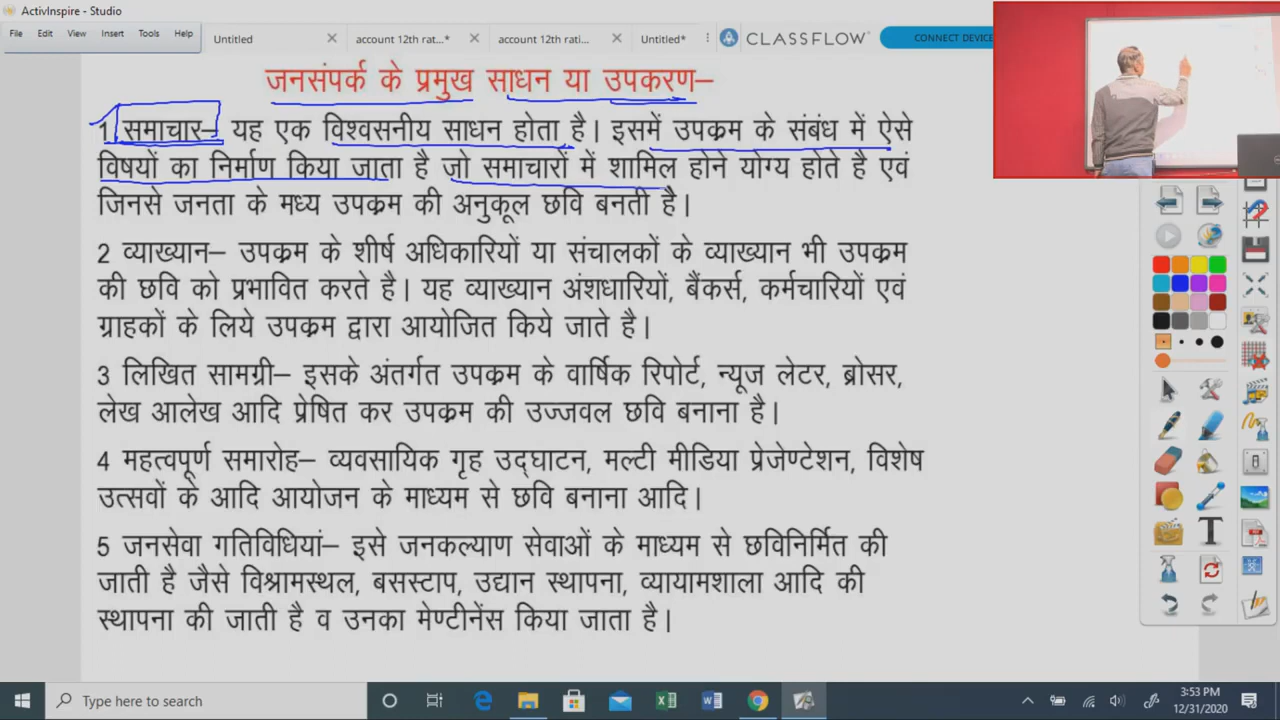 ActivInspire - Studio
File Edit View Insert Tools Help
Untitled
account 12th rat...*
account 12th rati...
Untitled*
CLASSFLOW
CONNECT DEVICE
जनसंपर्क के प्रमुख साधन या उपकरण–
1 समाचार– यह एक विश्वसनीय साधन होता है। इसमें उपक्रम के संबंध में ऐसे
विषयों का निर्माण किया जाता है जो समाचारों में शामिल होने योग्य होते है एवं
जिनसे जनता के मध्य उपक्रम की अनुकूल छवि बनती है।
2 व्याख्यान– उपक्रम के शीर्ष अधिकारियों या संचालकों के व्याख्यान भी उपक्रम
की छवि को प्रभावित करते है। यह व्याख्यान अंशधारियों, बैंकर्स, कर्मचारियों एवं
ग्राहकों के लिये उपक्रम द्वारा आयोजित किये जाते है।
3 लिखित सामग्री– इसके अंतर्गत उपक्रम के वार्षिक रिपोर्ट, न्यूज लेटर, ब्रोसर,
लेख आलेख आदि प्रेषित कर उपक्रम की उज्जवल छवि बनाना है।
4 महत्वपूर्ण समारोह– व्यवसायिक गृह उद्घाटन, मल्टी मीडिया प्रेजेण्टेशन, विशेष
उत्सवों के आदि आयोजन के माध्यम से छवि बनाना आदि।
5 जनसेवा गतिविधियां– इसे जनकल्याण सेवाओं के माध्यम से छविनिर्मित की
जाती है जैसे विश्रामस्थल, बसस्टाप, उद्यान स्थापना, व्यायामशाला आदि की
स्थापना की जाती है व उनका मेण्टीनेंस किया जाता है।
Type here to search
3:53 PM
12/31/2020